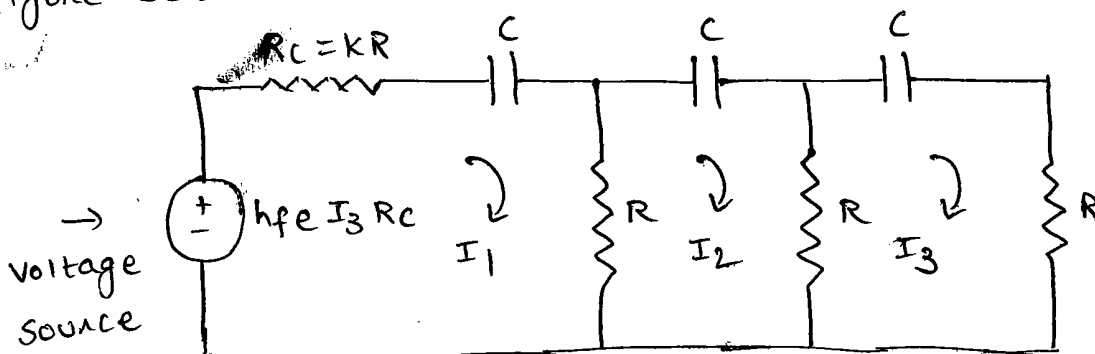 C C C
Rc = KR
→ + hfe I3 Rc I1 R I2 R I3 R
-
voltage
source